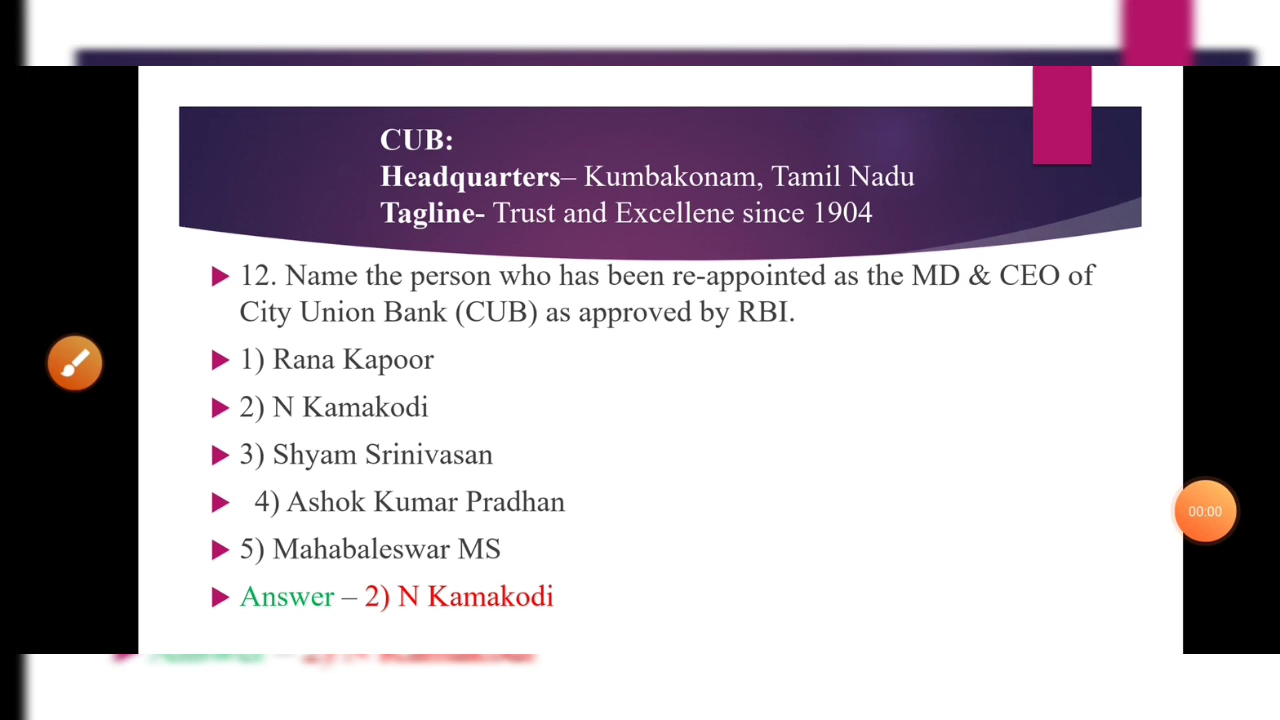 CUB:
Headquarters– Kumbakonam, Tamil Nadu
Tagline- Trust and Excellene since 1904
12. Name the person who has been re-appointed as the MD & CEO of
City Union Bank (CUB) as approved by RBI.
1) Rana Kapoor
2) N Kamakodi
3) Shyam Srinivasan
4) Ashok Kumar Pradhan
5) Mahabaleswar MS
Answer – 2) N Kamakodi
00:00